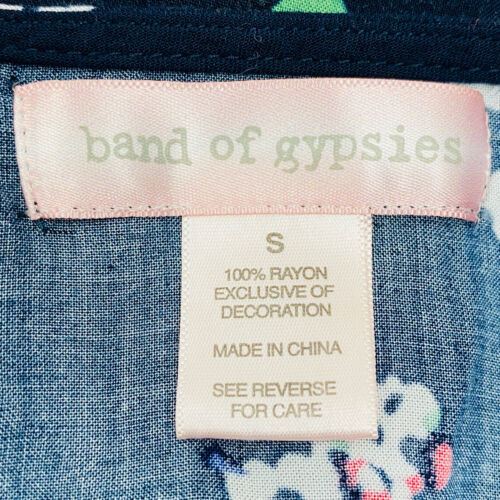 band of gypsies
S
100% RAYON
EXCLUSIVE OF
DECORATION
MADE IN CHINA
SEE REVERSE
FOR CARE